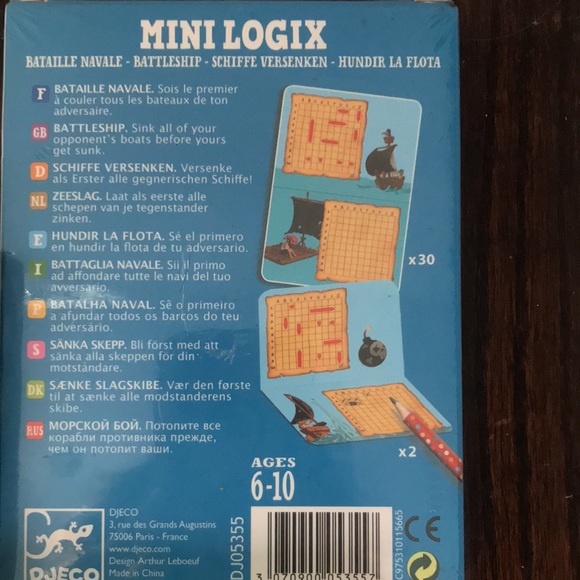 MINI LOGIX
BATAILLE NAVALE - BATTLESHIP - SCHIFFE VERSENKEN - HUNDIR LA FLOTA
F BATAILLE NAVALE. Sois le premier
à couler tous les bateaux de ton
adversaire.
GB BATTLESHIP. Sink all of your
opponent's boats before yours
get sunk.
D SCHIFFE VERSENKEN. Versenke
als Erster alle gegnerischen Schiffe!
NL ZEESLAG. Laat als eerste alle
schepen van je tegenstander
zinken.
E HUNDIR LA FLOTA. Sé el primero
en hundir la flota de tu adversario.
I BATTAGLIA NAVALE. Sii il primo
ad affondare tutte le navi del tuo
avversario.
P BATALHA NAVAL. Sê o primeiro
a afundar todos os barcos do teu
adversário.
S SÄNKA SKEPP. Bli först med att
sänka alla skeppen för din
motståndare.
DK SÆNKE SLAGSKIBE. Vær den første
til at sænke alle modstanderens
skibe.
RUS МОРСКОЙ БОЙ. Потопите все
корабли противника прежде,
чем он потопит ваши.
x30
x2
AGES
6-10
DJECO
DJECO
3, rue des Grands Augustins
75006 Paris - France
www.djeco.com
Design Arthur Leboeuf
Made in China
DJ05355
3 070900 053557
C975310115665
CE